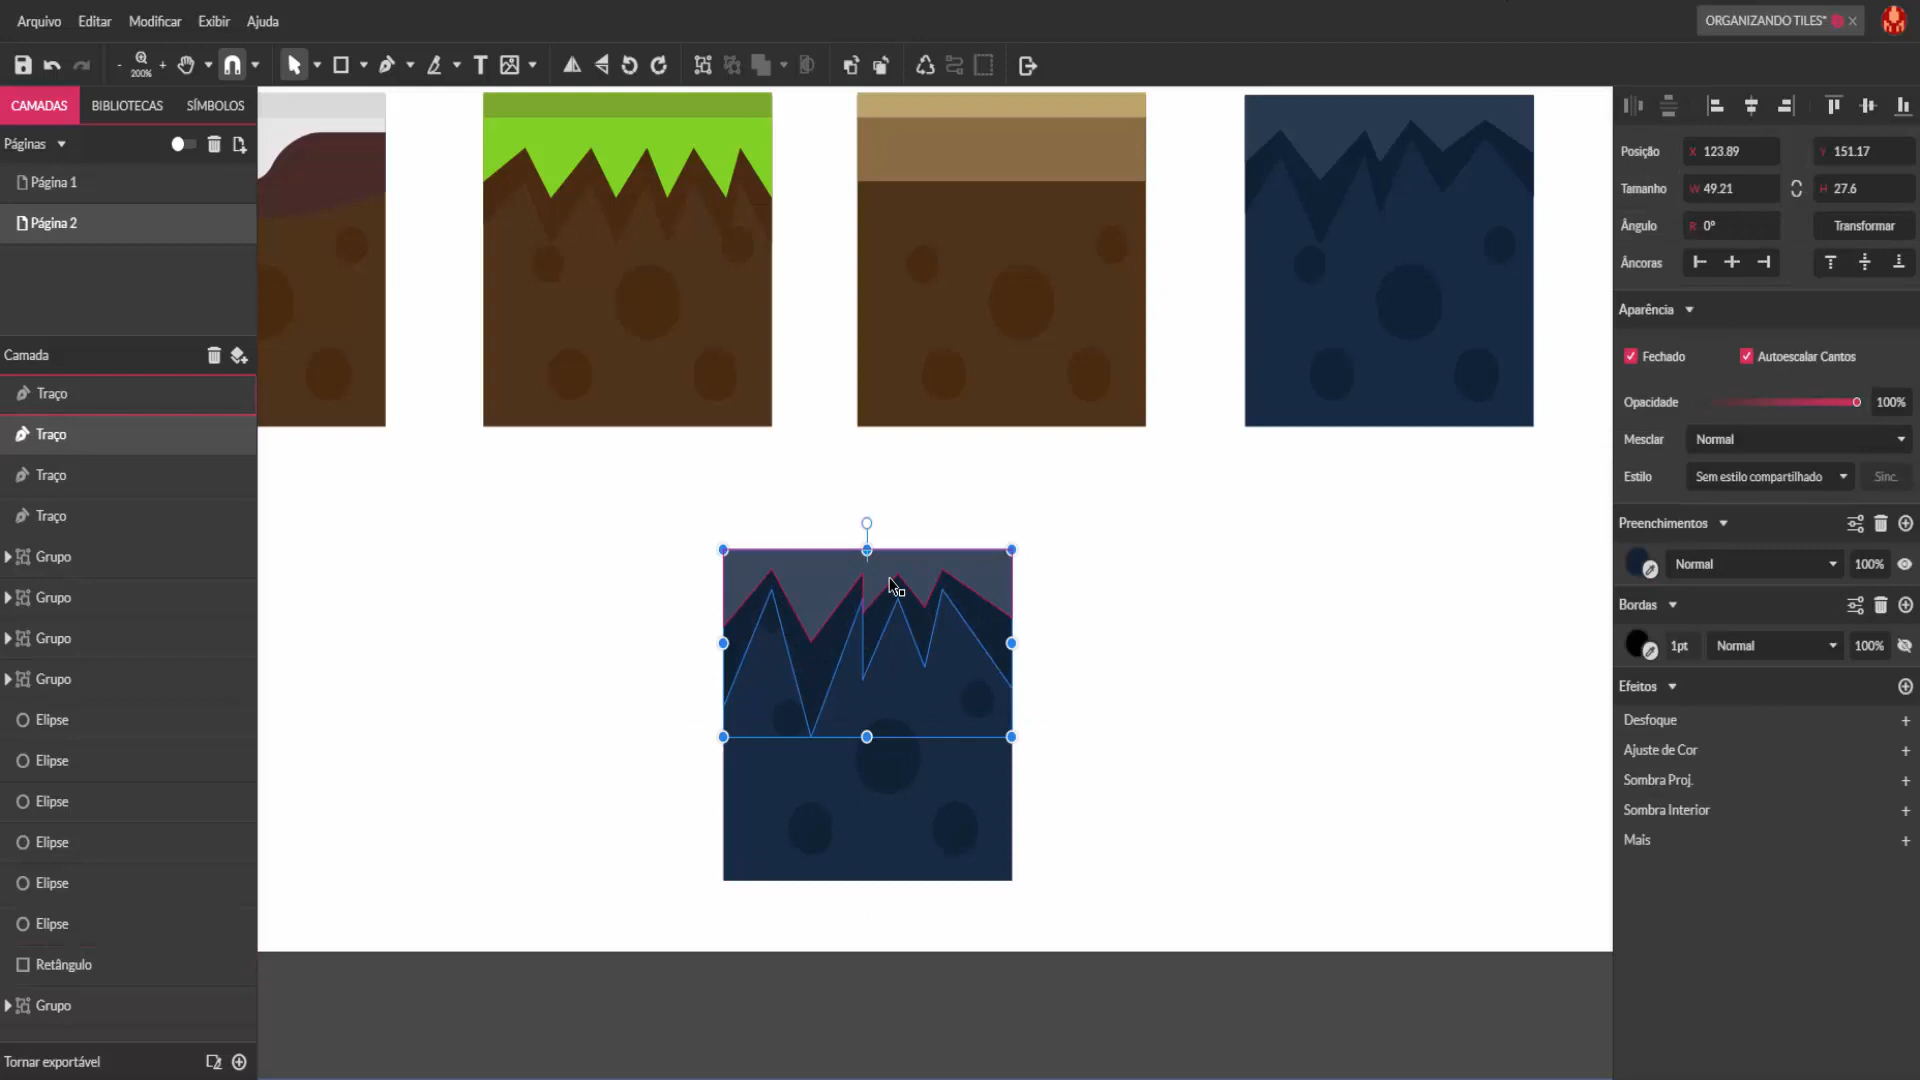 Arquivo Editar Modificar Exibir Ajuda
ORGANIZANDO TILES*
- 200% +
CAMADAS BIBLIOTECAS SÍMBOLOS
Páginas
Página 1
Página 2
Camada
Traço
Traço
Traço
Traço
Grupo
Grupo
Grupo
Grupo
Elipse
Elipse
Elipse
Elipse
Elipse
Elipse
Retângulo
Grupo
Tornar exportável
Posição X 123.89 Y 151.17
Tamanho W 49.21 H 27.6
Ângulo R 0° Transformar
Âncoras
Aparência
Fechado Autoescalar Cantos
Opacidade 100%
Mesclar Normal
Estilo Sem estilo compartilhado Sinc.
Preenchimentos
Normal 100%
Bordas
1pt Normal 100%
Efeitos
Desfoque +
Ajuste de Cor +
Sombra Proj. +
Sombra Interior +
Mais +